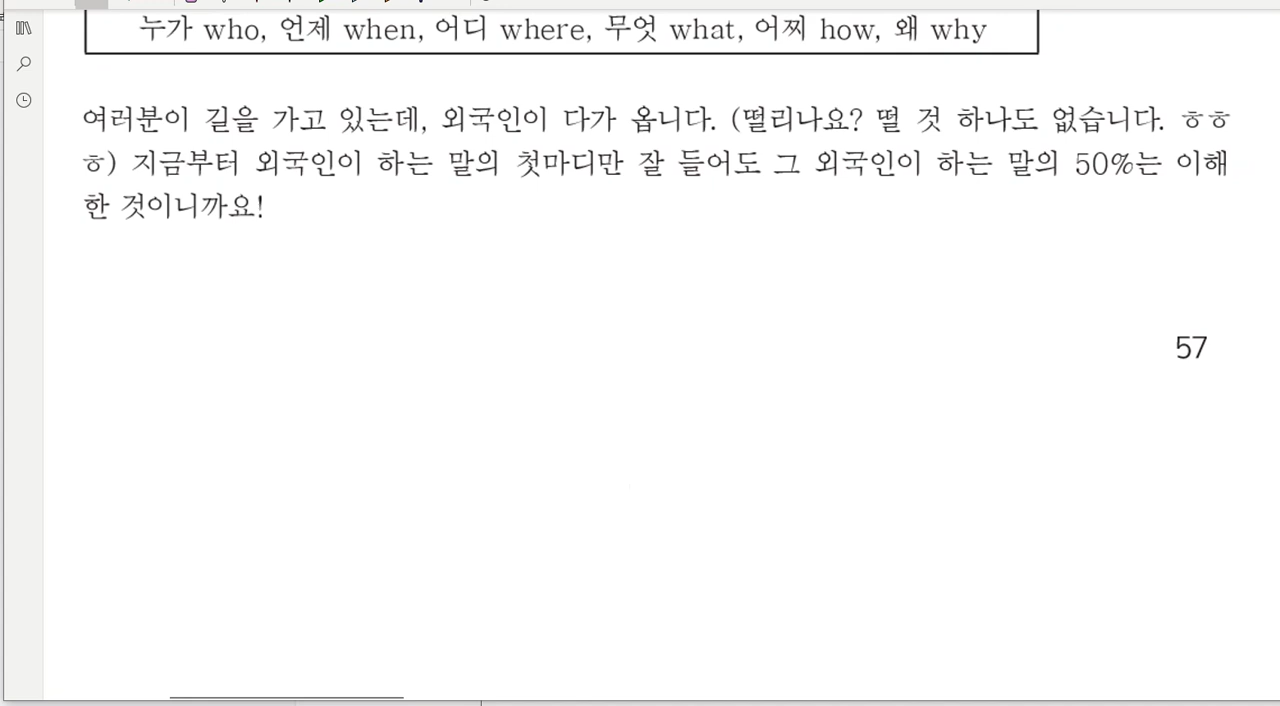 누가 who, 언제 when, 어디 where, 무엇 what, 어찌 how, 왜 why
여러분이 길을 가고 있는데, 외국인이 다가 옵니다. (떨리나요? 떨 것 하나도 없습니다. ㅎㅎ
ㅎ) 지금부터 외국인이 하는 말의 첫마디만 잘 들어도 그 외국인이 하는 말의 50%는 이해
한 것이니까요!
57